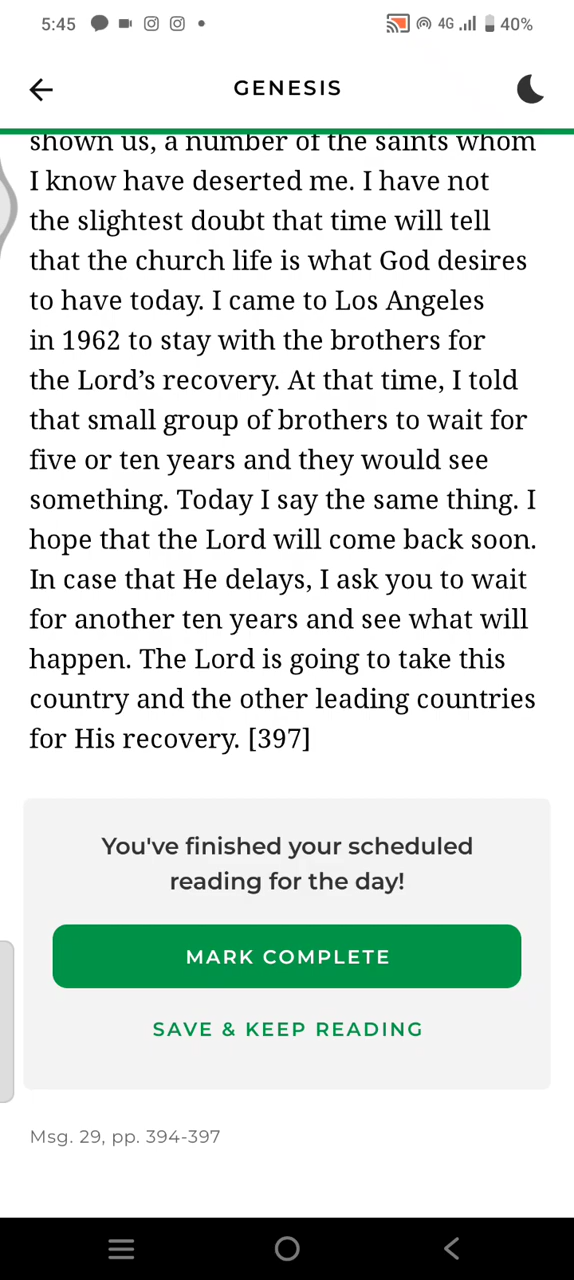 5:45
4G
40%
GENESIS
shown us, a number of the saints whom
I know have deserted me. I have not
the slightest doubt that time will tell
that the church life is what God desires
to have today. I came to Los Angeles
in 1962 to stay with the brothers for
the Lord’s recovery. At that time, I told
that small group of brothers to wait for
five or ten years and they would see
something. Today I say the same thing. I
hope that the Lord will come back soon.
In case that He delays, I ask you to wait
for another ten years and see what will
happen. The Lord is going to take this
country and the other leading countries
for His recovery. [397]
You've finished your scheduled
reading for the day!
MARK COMPLETE
SAVE & KEEP READING
Msg. 29, pp. 394-397